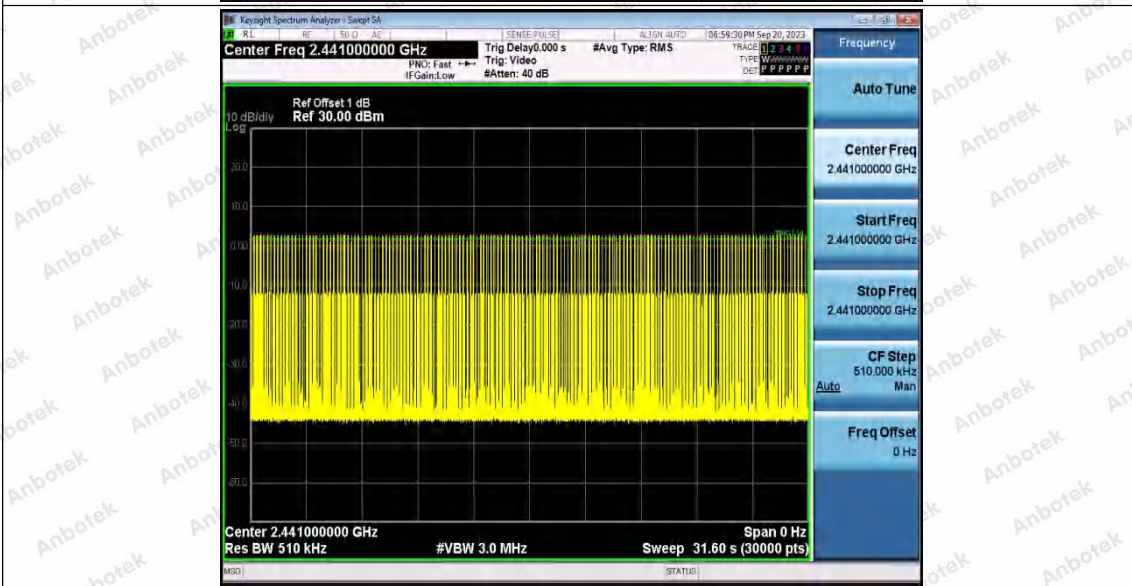 Keysight Spectrum Analyzer - Swept SA
RL RF 50 Ω AC SENSE:PULSE ALIGN AUTO 06:59:30 PM Sep 20, 2023
Center Freq 2.441000000 GHz
PNO: Fast
IFGain:Low
Trig Delay0.000 s
Trig: Video
#Atten: 40 dB
#Avg Type: RMS
TRACE 1 2 3 4 5 6
TYPE
DET P P P P P P
Ref Offset 1 dB
10 dB/div Ref 30.00 dBm
Log
20.0
10.0
0.00
-10.0
-20.0
-30.0
-40.0
-50.0
-60.0
TRIG LVL
Center 2.441000000 GHz Span 0 Hz
Res BW 510 kHz #VBW 3.0 MHz Sweep 31.60 s (30000 pts)
MSG STATUS
Frequency
Auto Tune
Center Freq
2.441000000 GHz
Start Freq
2.441000000 GHz
Stop Freq
2.441000000 GHz
CF Step
510.000 kHz
Auto Man
Freq Offset
0 Hz
Anbotek